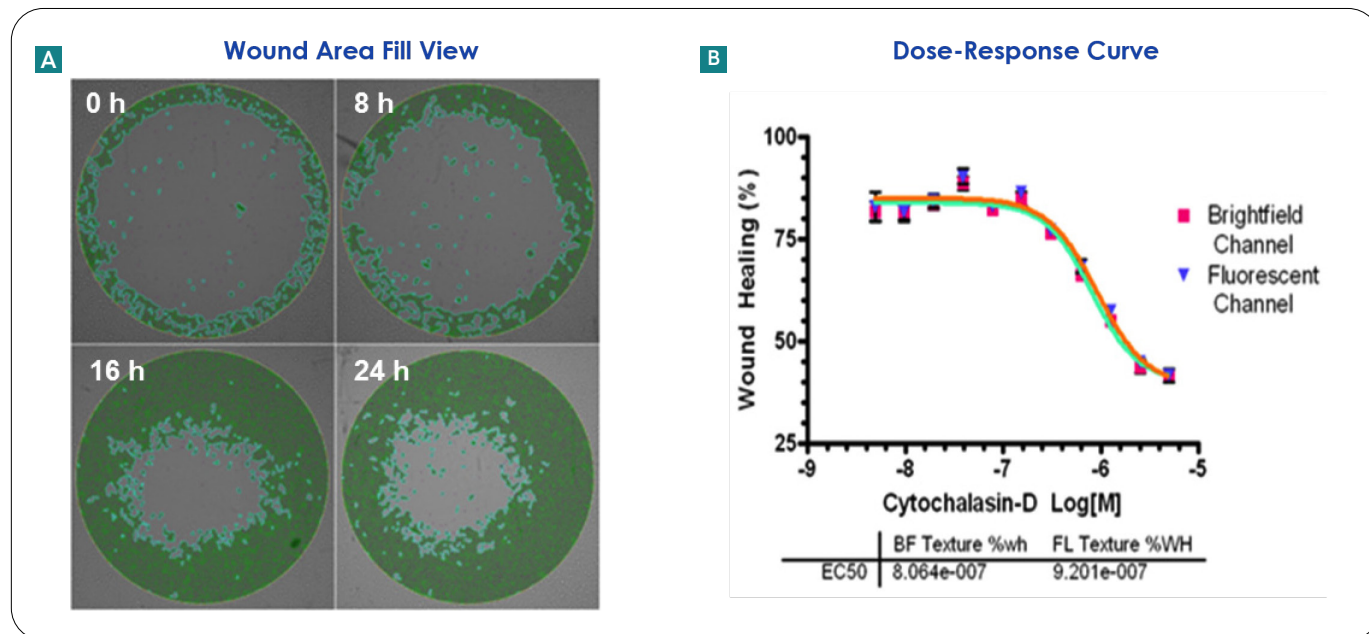 A
Wound Area Fill View
0 h
8 h
16 h
24 h
B
Dose-Response Curve
Wound Healing (%)
100
75
50
25
-9
-8
-7
-6
-5
Cytochalasin-D Log[M]
Brightfield
Channel
Fluorescent
Channel
BF Texture %wh FL Texture %WH
EC50 8.064e-007 9.201e-007